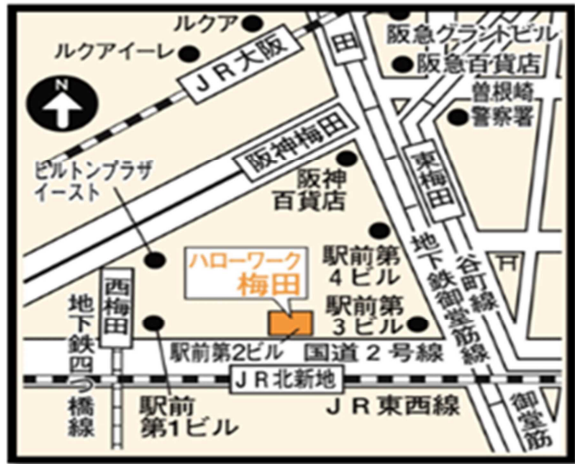 ルクア
ルクアイーレ
JR大阪
田
阪急グラントビル
阪急百貨店
曽根崎
警察署
N
阪神梅田
東梅田
ヒルトンプラザ
イースト
阪神
百貨店
駅前第
4ビル
ハローワーク
梅田
駅前第
3ビル
西梅田
地下鉄四つ橋線
地下鉄御堂筋線
谷町線
駅前第2ビル
国道2号線
JR北新地
駅前
第1ビル
JR東西線
御堂筋